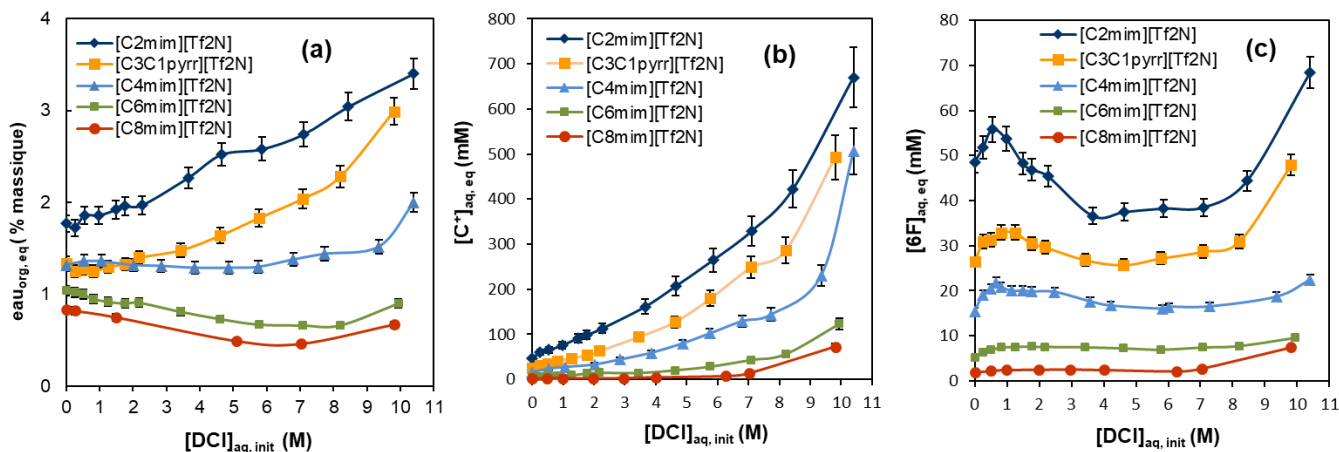 (a)
[C2mim][Tf2N]
[C3C1pyrr][Tf2N]
[C4mim][Tf2N]
[C6mim][Tf2N]
[C8mim][Tf2N]
eau_org, eq (% massique)
4
3
2
1
0
0 1 2 3 4 5 6 7 8 9 10 11
[DCl]_aq, init (M)
(b)
[C2mim][Tf2N]
[C3C1pyrr][Tf2N]
[C4mim][Tf2N]
[C6mim][Tf2N]
[C8mim][Tf2N]
[C⁺]_aq, eq (mM)
800
700
600
500
400
300
200
100
0
0 1 2 3 4 5 6 7 8 9 10 11
[DCl]_aq, init (M)
(c)
[C2mim][Tf2N]
[C3C1pyrr][Tf2N]
[C4mim][Tf2N]
[C6mim][Tf2N]
[C8mim][Tf2N]
[6F]_aq, eq (mM)
80
70
60
50
40
30
20
10
0
0 1 2 3 4 5 6 7 8 9 10 11
[DCl]_aq, init (M)